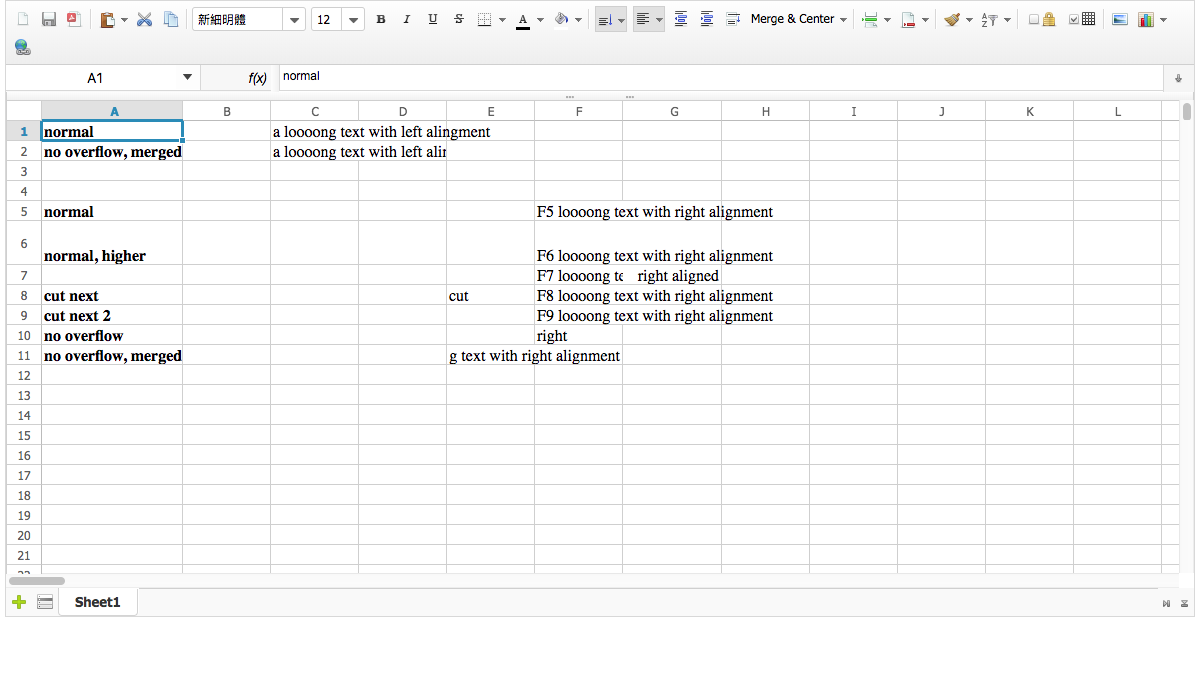 新細明體 12 B I U S A Merge & Center A Z
A1 f(x) normal
A B C D E F G H I J K L
1 normal a loooong text with left alingment
2 no overflow, merged a loooong text with left alin
3
4
5 normal F5 loooong text with right alignment
6 normal, higher F6 loooong text with right alignment
7 F7 loooong te right aligned
8 cut next cut F8 loooong text with right alignment
9 cut next 2 F9 loooong text with right alignment
10 no overflow right
11 no overflow, merged g text with right alignment
12
13
14
15
16
17
18
19
20
21
22
Sheet1